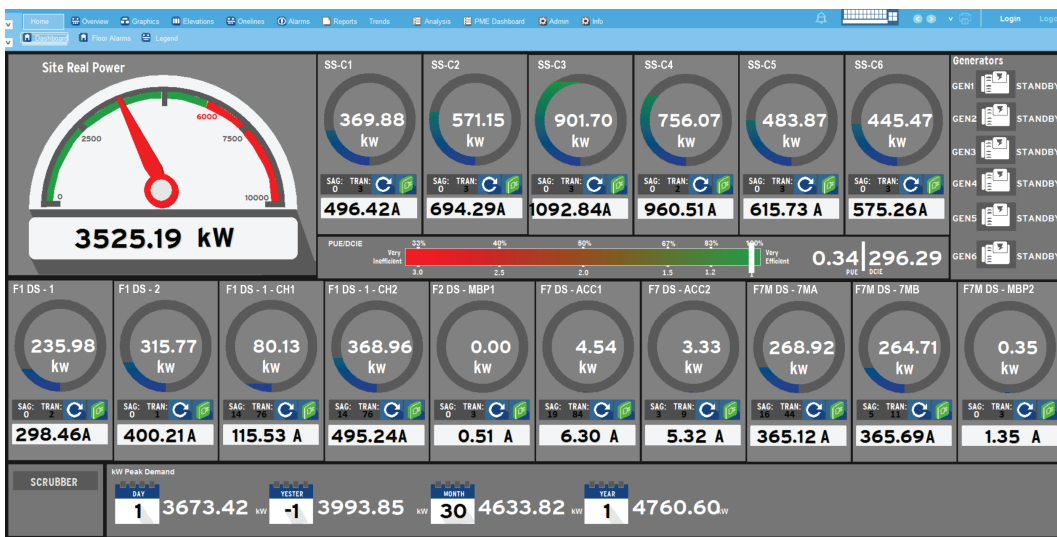 Home Overview Graphics Elevations Onelines Alarms Reports Trends Analysis PME Dashboard Admin Info Login
Dashboard Floor Alarms Legend
Site Real Power
0
2500
6000
7500
10000
3525.19 kW
SS-C1 SS-C2 SS-C3 SS-C4 SS-C5 SS-C6
369.88 571.15 901.70 756.07 483.87 445.47
kw kw kw kw kw kw
SAG: TRAN: SAG: TRAN: SAG: TRAN: SAG: TRAN: SAG: TRAN: SAG: TRAN:
0 3 0 3 0 3 0 2 0 3 0 3
496.42A 694.29A 1092.84A 960.51 A 615.73 A 575.26A
Generators
GEN1 STANDBY
GEN2 STANDBY
GEN3 STANDBY
GEN4 STANDBY
GEN5 STANDBY
GEN6 STANDBY
PUE/DCIE
33% 40% 50% 67% 83% 100%
Very Inefficient
Very Efficient
3.0 2.5 2.0 1.5 1.2
0.34 296.29
PUE DCIE
F1 DS - 1 F1 DS - 2 F1 DS - 1 - CH1 F1 DS - 1 - CH2 F2 DS - MBP1 F7 DS - ACC1 F7 DS - ACC2 F7M DS - 7MA F7M DS - 7MB F7M DS - MBP2
235.98 315.77 80.13 368.96 0.00 4.54 3.33 268.92 264.71 0.35
kw kw kw kw kw kw kw kw kw kw
SAG: TRAN: SAG: TRAN: SAG: TRAN: SAG: TRAN: SAG: TRAN: SAG: TRAN: SAG: TRAN: SAG: TRAN: SAG: TRAN: SAG: TRAN:
0 2 0 1 14 76 14 76 0 3 19 84 3 9 16 44 5 11 0 3
298.46A 400.21A 115.53 A 495.24A 0.51 A 6.30 A 5.32 A 365.12 A 365.69A 1.35 A
SCRUBBER
kW Peak Demand
DAY YESTER MONTH YEAR
1 3673.42 kW -1 3993.85 kW 30 4633.82 kW 1 4760.60kW